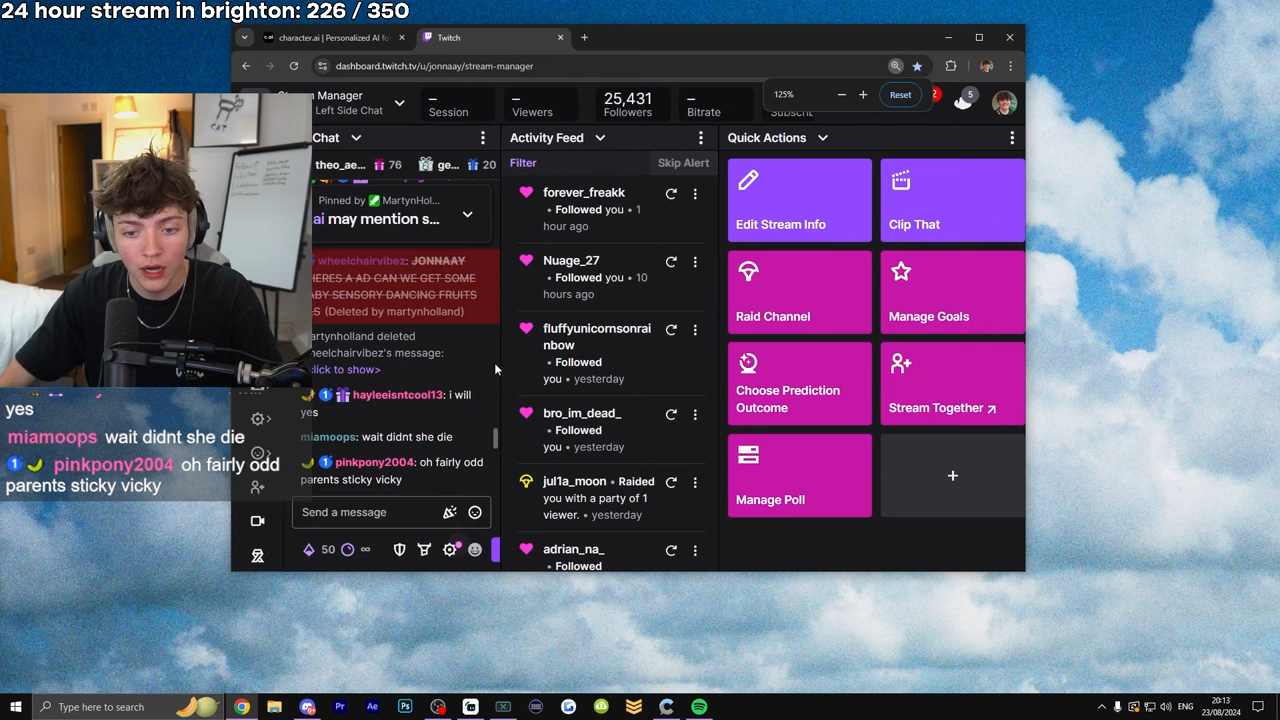 24 hour stream in brighton: 226 / 350
character.ai | Personalized AI fo
Twitch
dashboard.twitch.tv/u/jonnaay/stream-manager
Manager
Left Side Chat
–
Session
–
Viewers
25,431
Followers
–
Bitrate
Subscri
125%
Reset
2
5
Chat
theo_ae... 76 ge... 20
Pinned by MartynHol...
ai may mention s...
wheelchairvibez: JONNAAY
HERES A AD CAN WE GET SOME
ABY SENSORY DANCING FRUITS
(Deleted by martynholland)
artynholland deleted
heelchairvibez's message:
click to show>
hayleeisntcool13: i will
yes
miamoops: wait didnt she die
pinkpony2004: oh fairly odd
parents sticky vicky
Send a message
50 ∞
Activity Feed
Filter
Skip Alert
forever_freakk
• Followed you • 1
hour ago
Nuage_27
• Followed you • 10
hours ago
fluffyunicornsonrai
nbow
• Followed
you • yesterday
bro_im_dead_
• Followed
you • yesterday
jul1a_moon • Raided
you with a party of 1
viewer. • yesterday
adrian_na_
• Followed
Quick Actions
Edit Stream Info
Clip That
Raid Channel
Manage Goals
Choose Prediction
Outcome
Stream Together
Manage Poll
yes
miamoops wait didnt she die
pinkpony2004 oh fairly odd
parents sticky vicky
Type here to search
ENG
20:13
23/08/2024